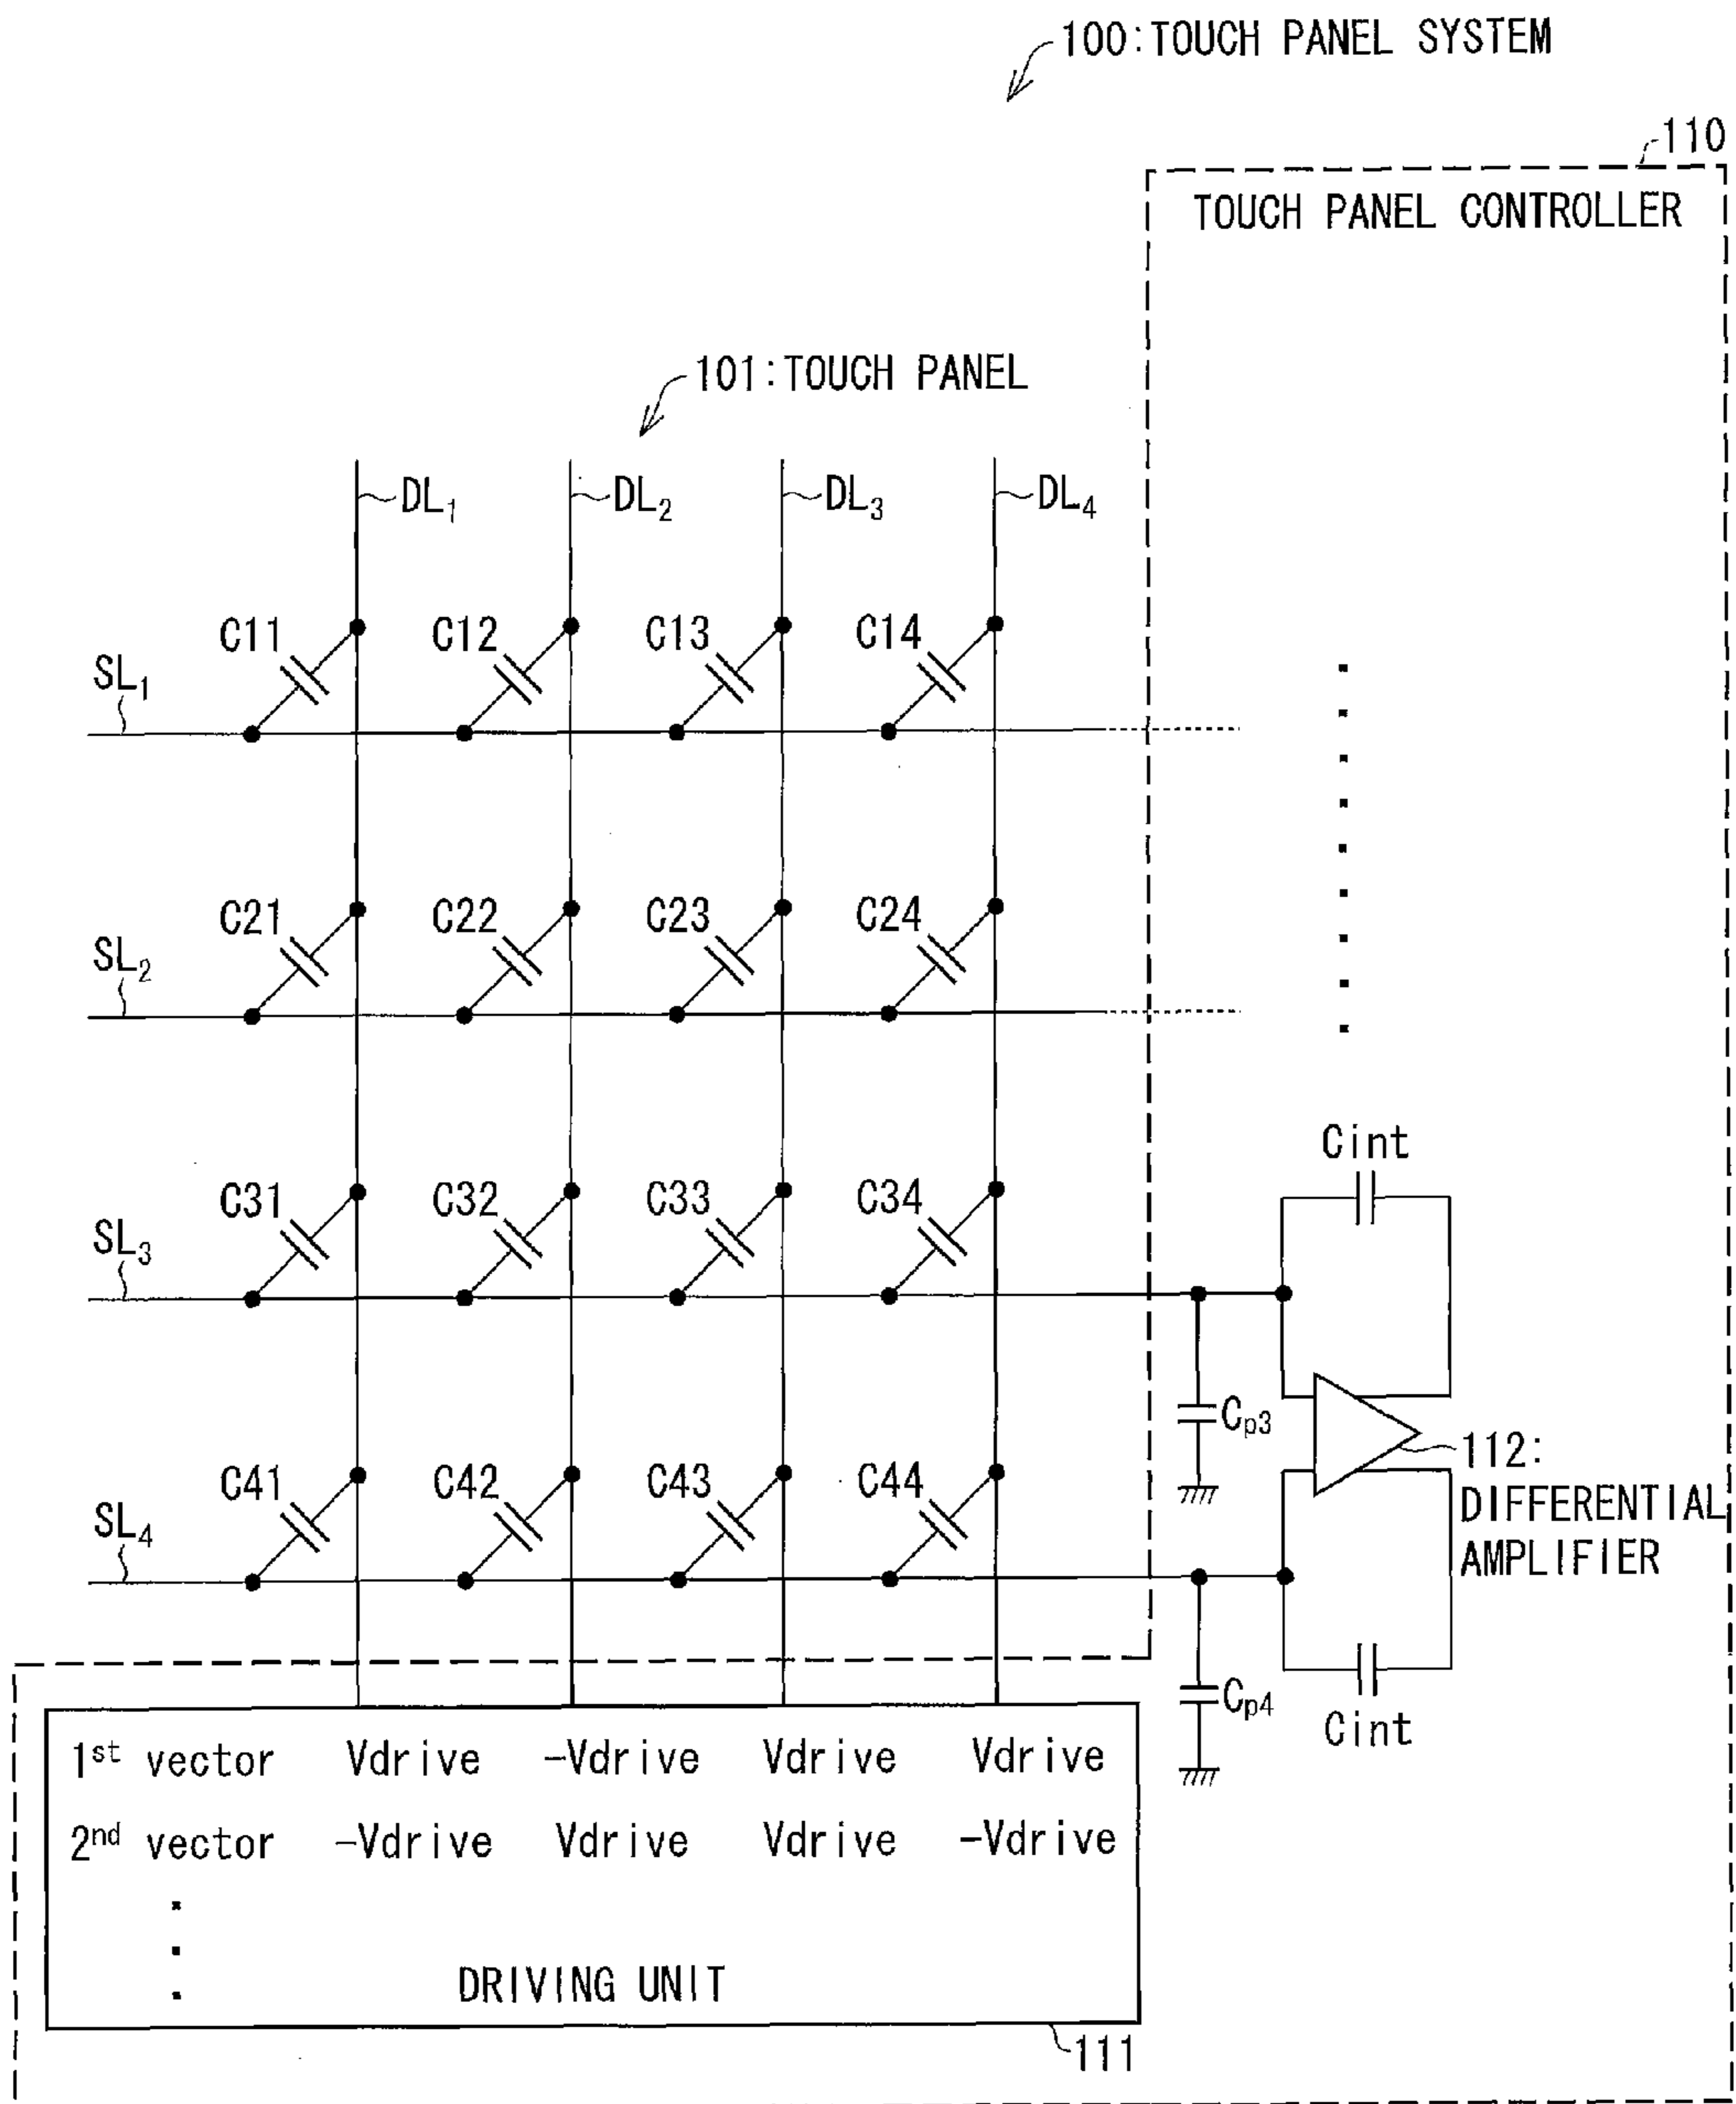 100:TOUCH PANEL SYSTEM
110
TOUCH PANEL CONTROLLER
101:TOUCH PANEL
DL1 DL2 DL3 DL4
C11 C12 C13 C14
SL1
C21 C22 C23 C24
SL2
Cint
C31 C32 C33 C34
SL3
Cp3
112:
DIFFERENTIAL
AMPLIFIER
C41 C42 C43 C44
SL4
Cp4
Cint
1st vector Vdrive -Vdrive Vdrive Vdrive
2nd vector -Vdrive Vdrive Vdrive -Vdrive
DRIVING UNIT
111